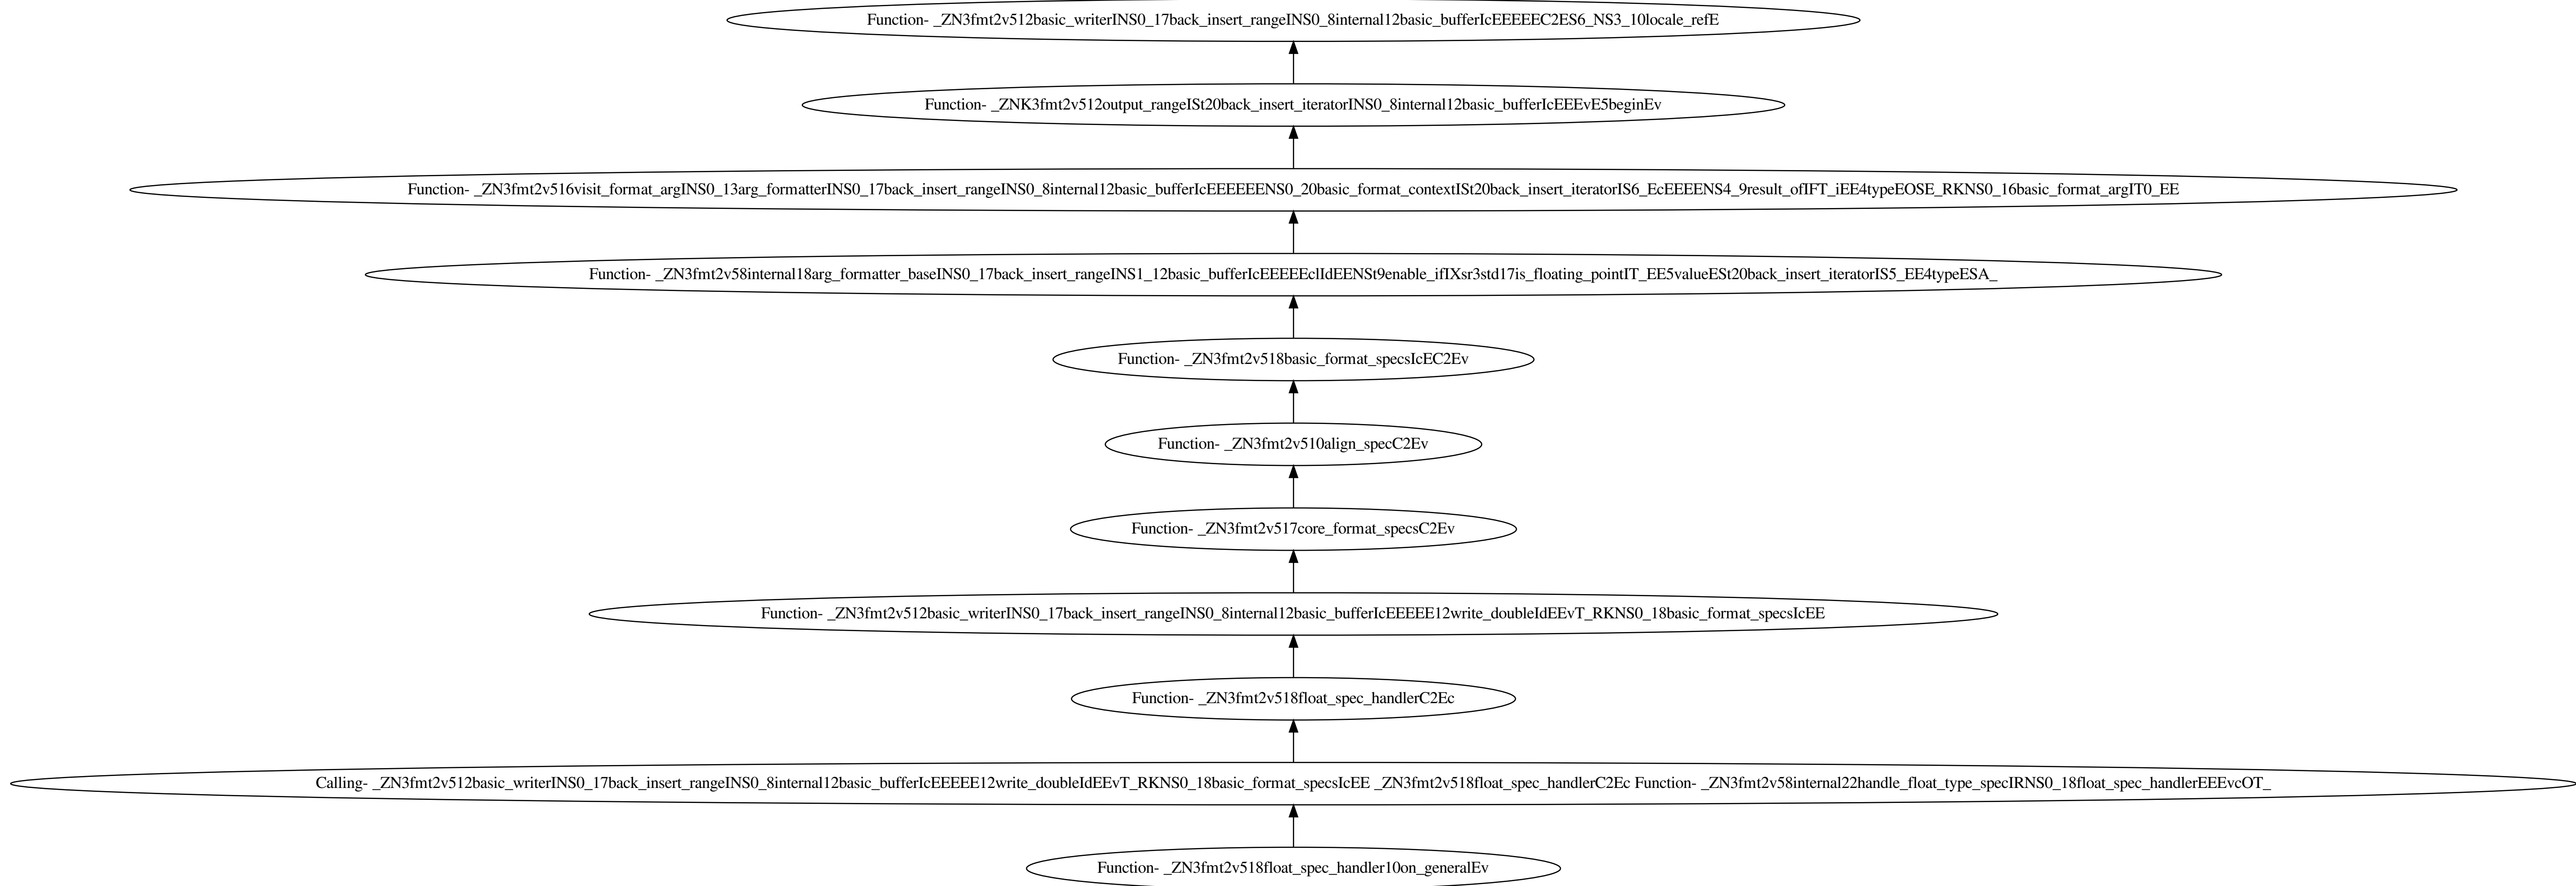 Function- _ZN3fmt2v512basic_writerINS0_17back_insert_rangeINS0_8internal12basic_bufferIcEEEEEC2ES6_NS3_10locale_refE
Function- _ZNK3fmt2v512output_rangeISt20back_insert_iteratorINS0_8internal12basic_bufferIcEEEvE5beginEv
Function- _ZN3fmt2v516visit_format_argINS0_13arg_formatterINS0_17back_insert_rangeINS0_8internal12basic_bufferIcEEEEEENS0_20basic_format_contextISt20back_insert_iteratorIS6_EcEEEENS4_9result_ofIFT_iEE4typeEOSE_RKNS0_16basic_format_argIT0_EE
Function- _ZN3fmt2v58internal18arg_formatter_baseINS0_17back_insert_rangeINS1_12basic_bufferIcEEEEEclIdEENSt9enable_ifIXsr3std17is_floating_pointIT_EE5valueESt20back_insert_iteratorIS5_EE4typeESA_
Function- _ZN3fmt2v518basic_format_specsIcEC2Ev
Function- _ZN3fmt2v510align_specC2Ev
Function- _ZN3fmt2v517core_format_specsC2Ev
Function- _ZN3fmt2v512basic_writerINS0_17back_insert_rangeINS0_8internal12basic_bufferIcEEEEE12write_doubleIdEEvT_RKNS0_18basic_format_specsIcEE
Function- _ZN3fmt2v518float_spec_handlerC2Ec
Calling- _ZN3fmt2v512basic_writerINS0_17back_insert_rangeINS0_8internal12basic_bufferIcEEEEE12write_doubleIdEEvT_RKNS0_18basic_format_specsIcEE _ZN3fmt2v518float_spec_handlerC2Ec Function- _ZN3fmt2v58internal22handle_float_type_specIRNS0_18float_spec_handlerEEEvcOT_
Function- _ZN3fmt2v518float_spec_handler10on_generalEv